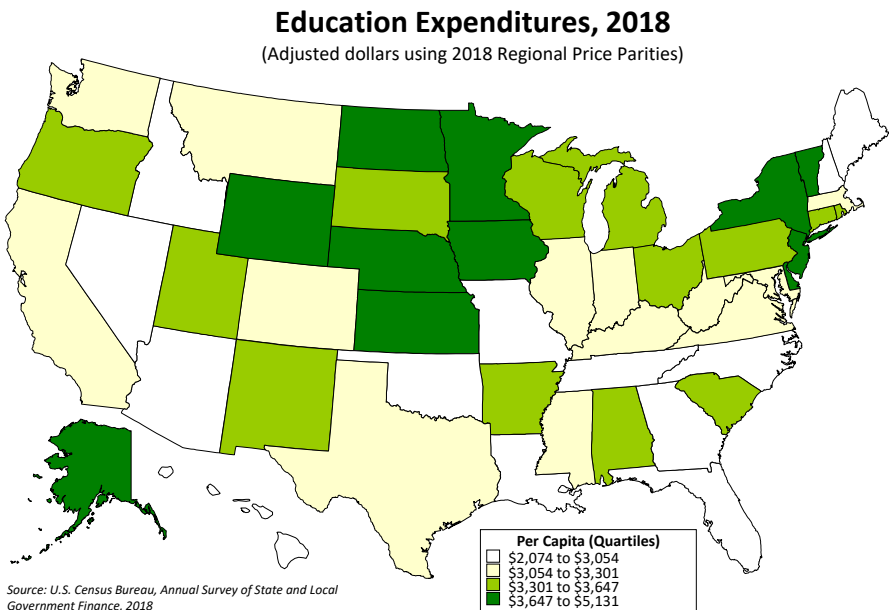 Education Expenditures, 2018
(Adjusted dollars using 2018 Regional Price Parities)
Per Capita (Quartiles)
$2,074 to $3,054
$3,054 to $3,301
$3,301 to $3,647
$3,647 to $5,131
Source: U.S. Census Bureau, Annual Survey of State and Local
Government Finance, 2018